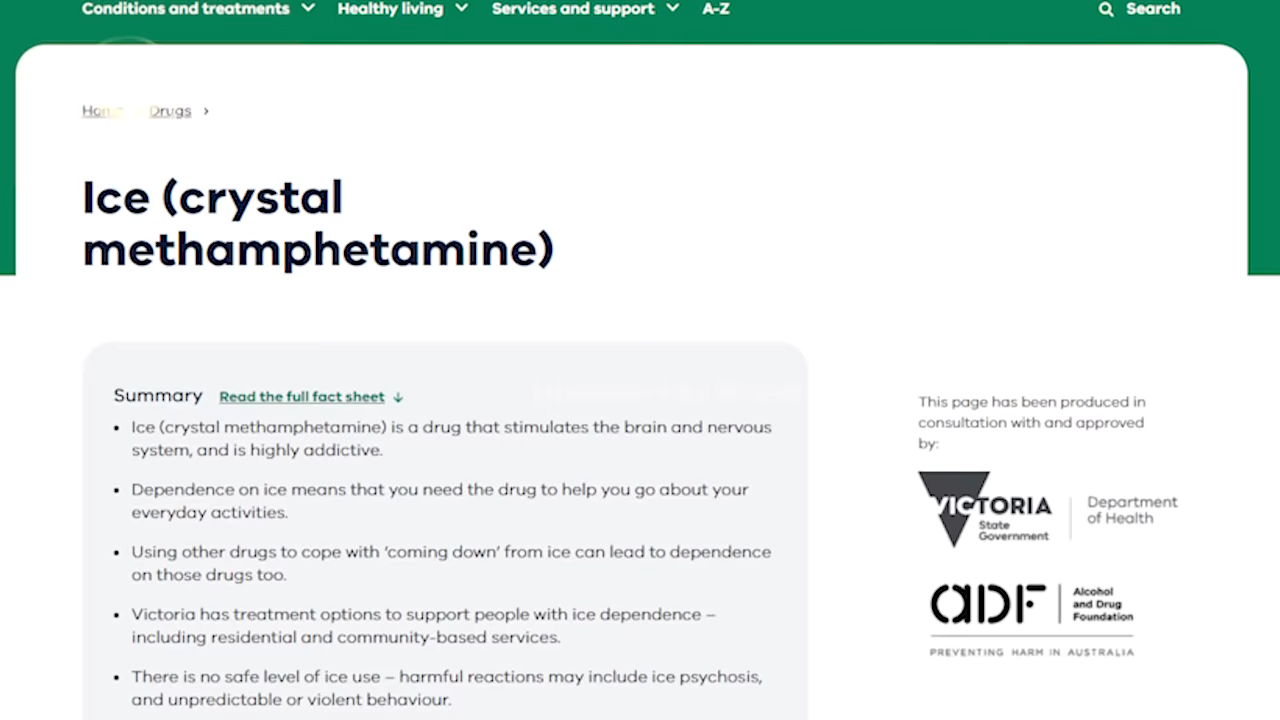 Conditions and treatments Healthy living Services and support A-Z Search
Drugs
Ice (crystal
methamphetamine)
Summary Read the full fact sheet
Ice (crystal methamphetamine) is a drug that stimulates the brain and nervous
system, and is highly addictive.
Dependence on ice means that you need the drug to help you go about your
everyday activities.
Using other drugs to cope with ‘coming down’ from ice can lead to dependence
on those drugs too.
Victoria has treatment options to support people with ice dependence –
including residential and community-based services.
There is no safe level of ice use – harmful reactions may include ice psychosis,
and unpredictable or violent behaviour.
This page has been produced in
consultation with and approved
by:
VICTORIA
State
Government
Department
of Health
ADF
Alcohol
and Drug
Foundation
PREVENTING HARM IN AUSTRALIA